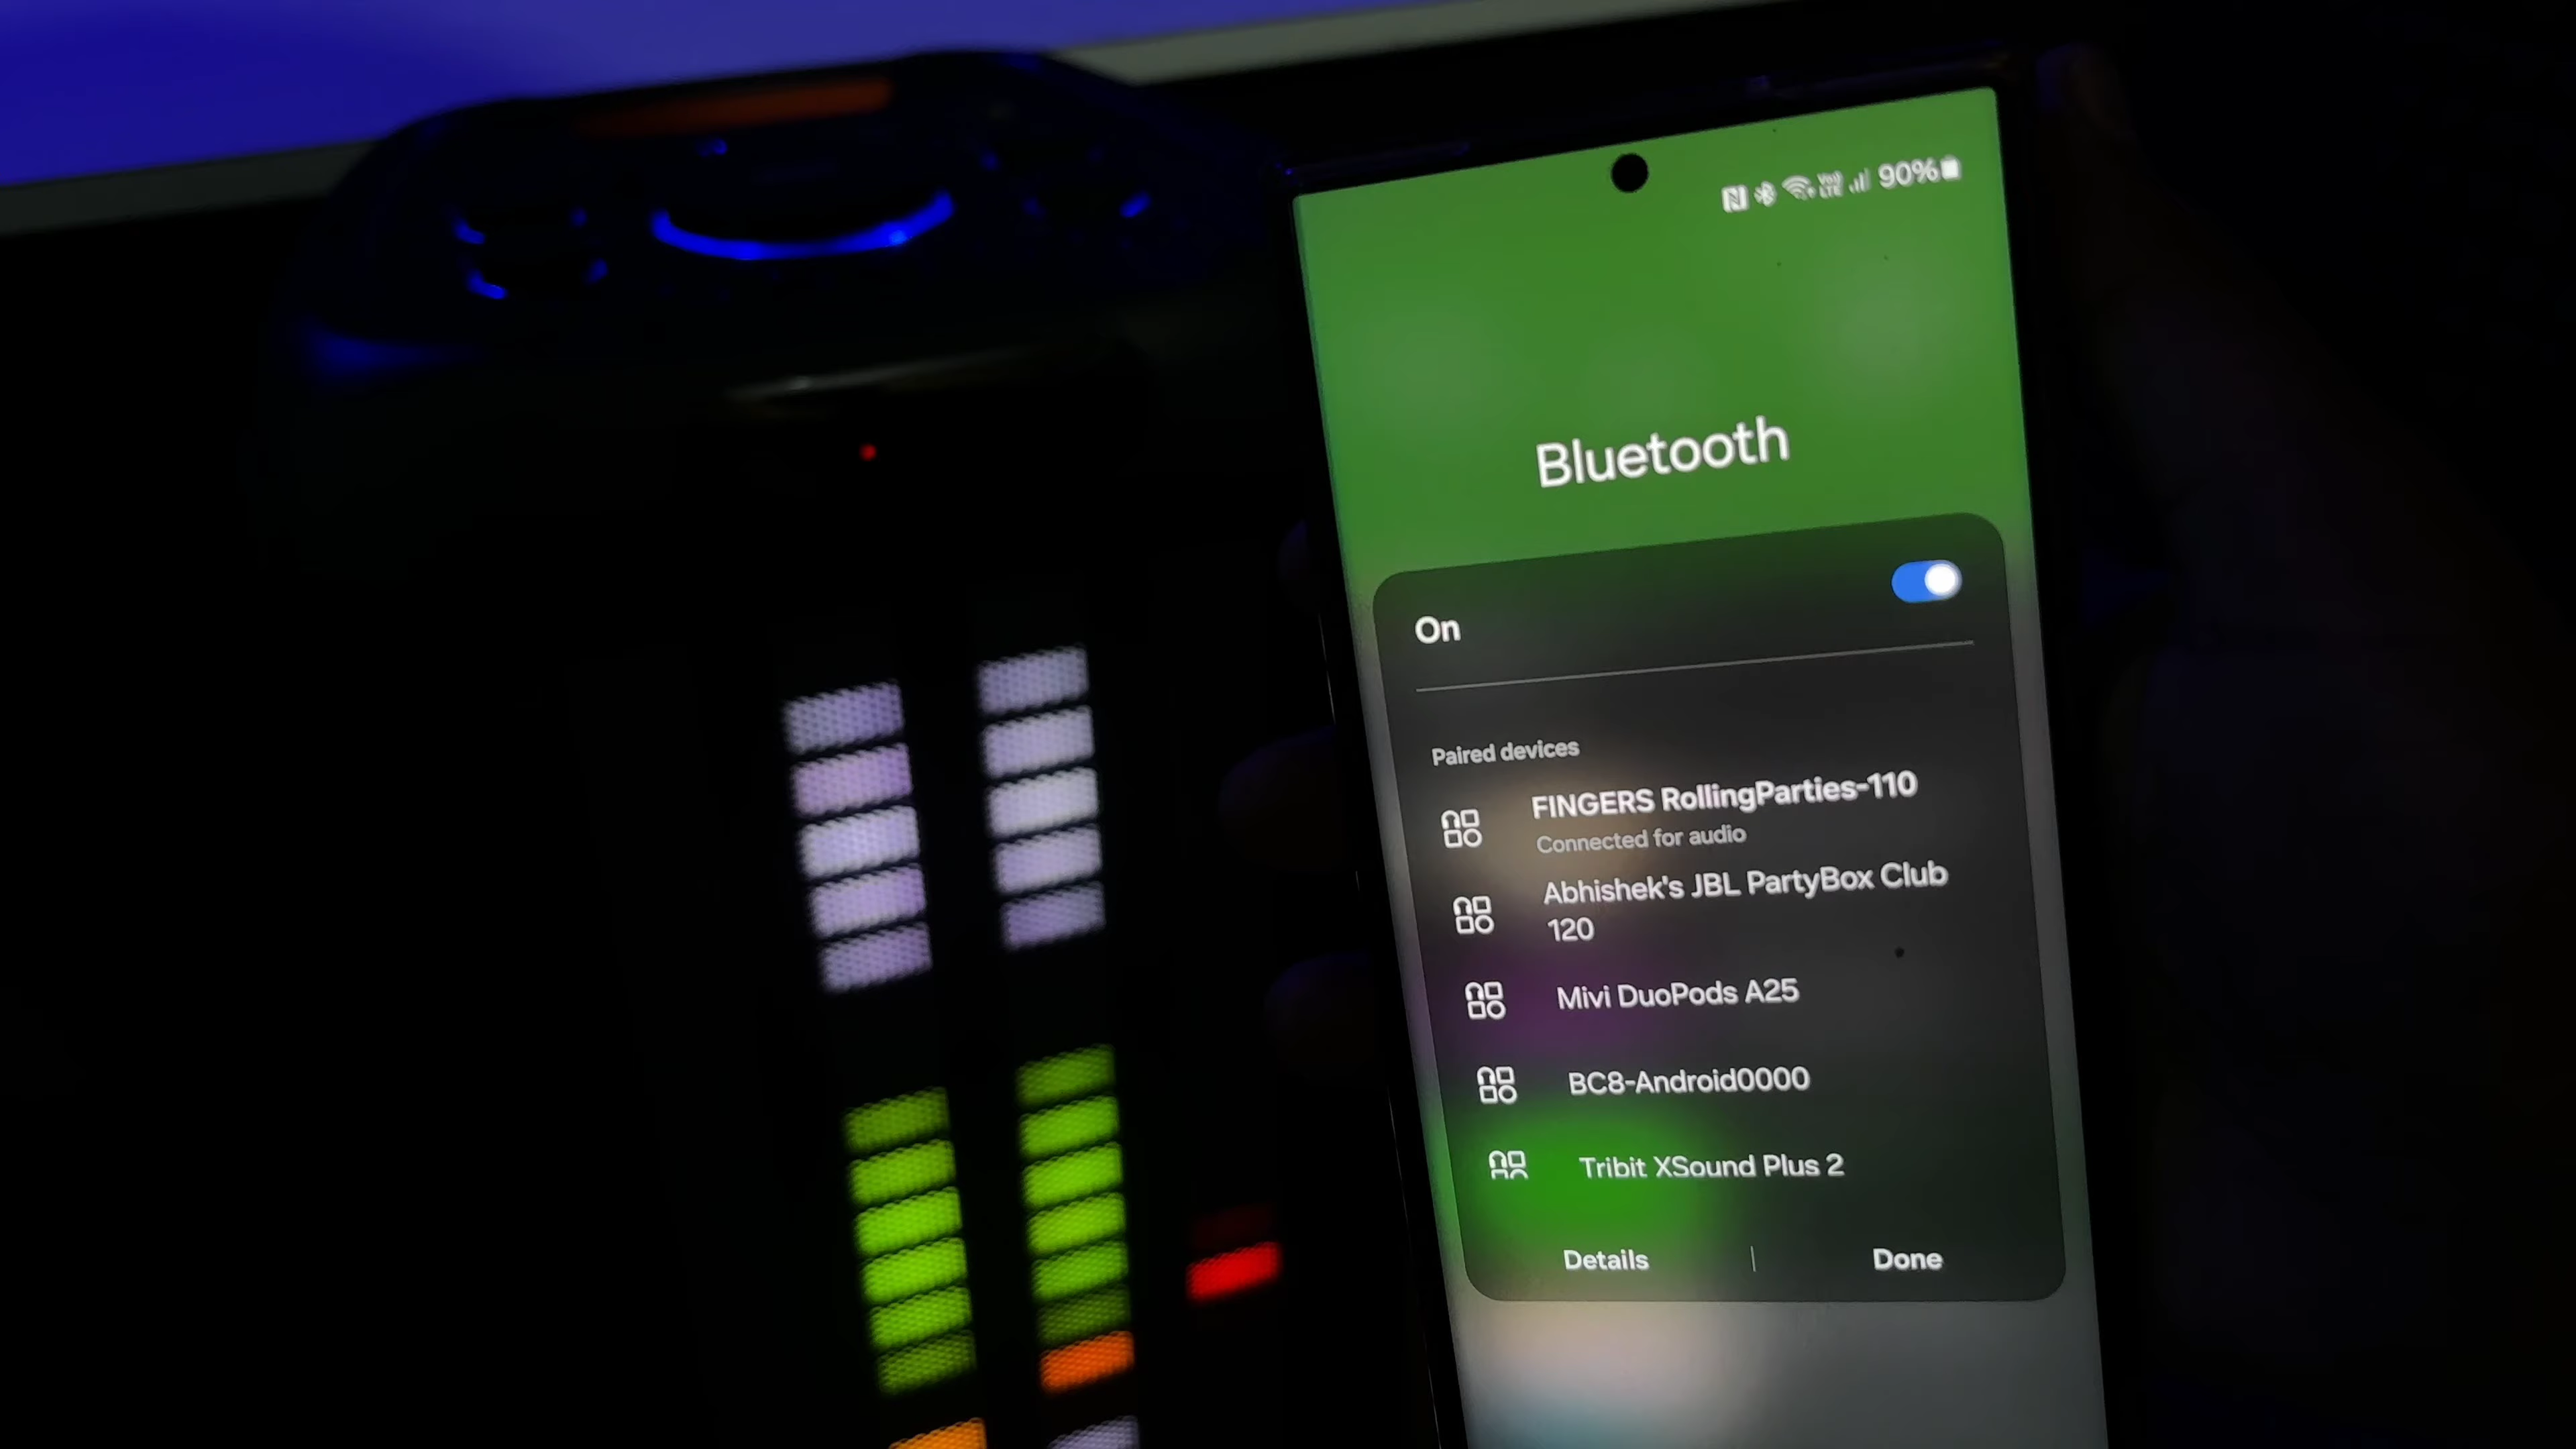 VoLTE 90%
Bluetooth
On
Paired devices
FINGERS RollingParties-110
Connected for audio
Abhishek's JBL PartyBox Club
120
Mivi DuoPods A25
BC8-Android0000
Tribit XSound Plus 2
Details
Done